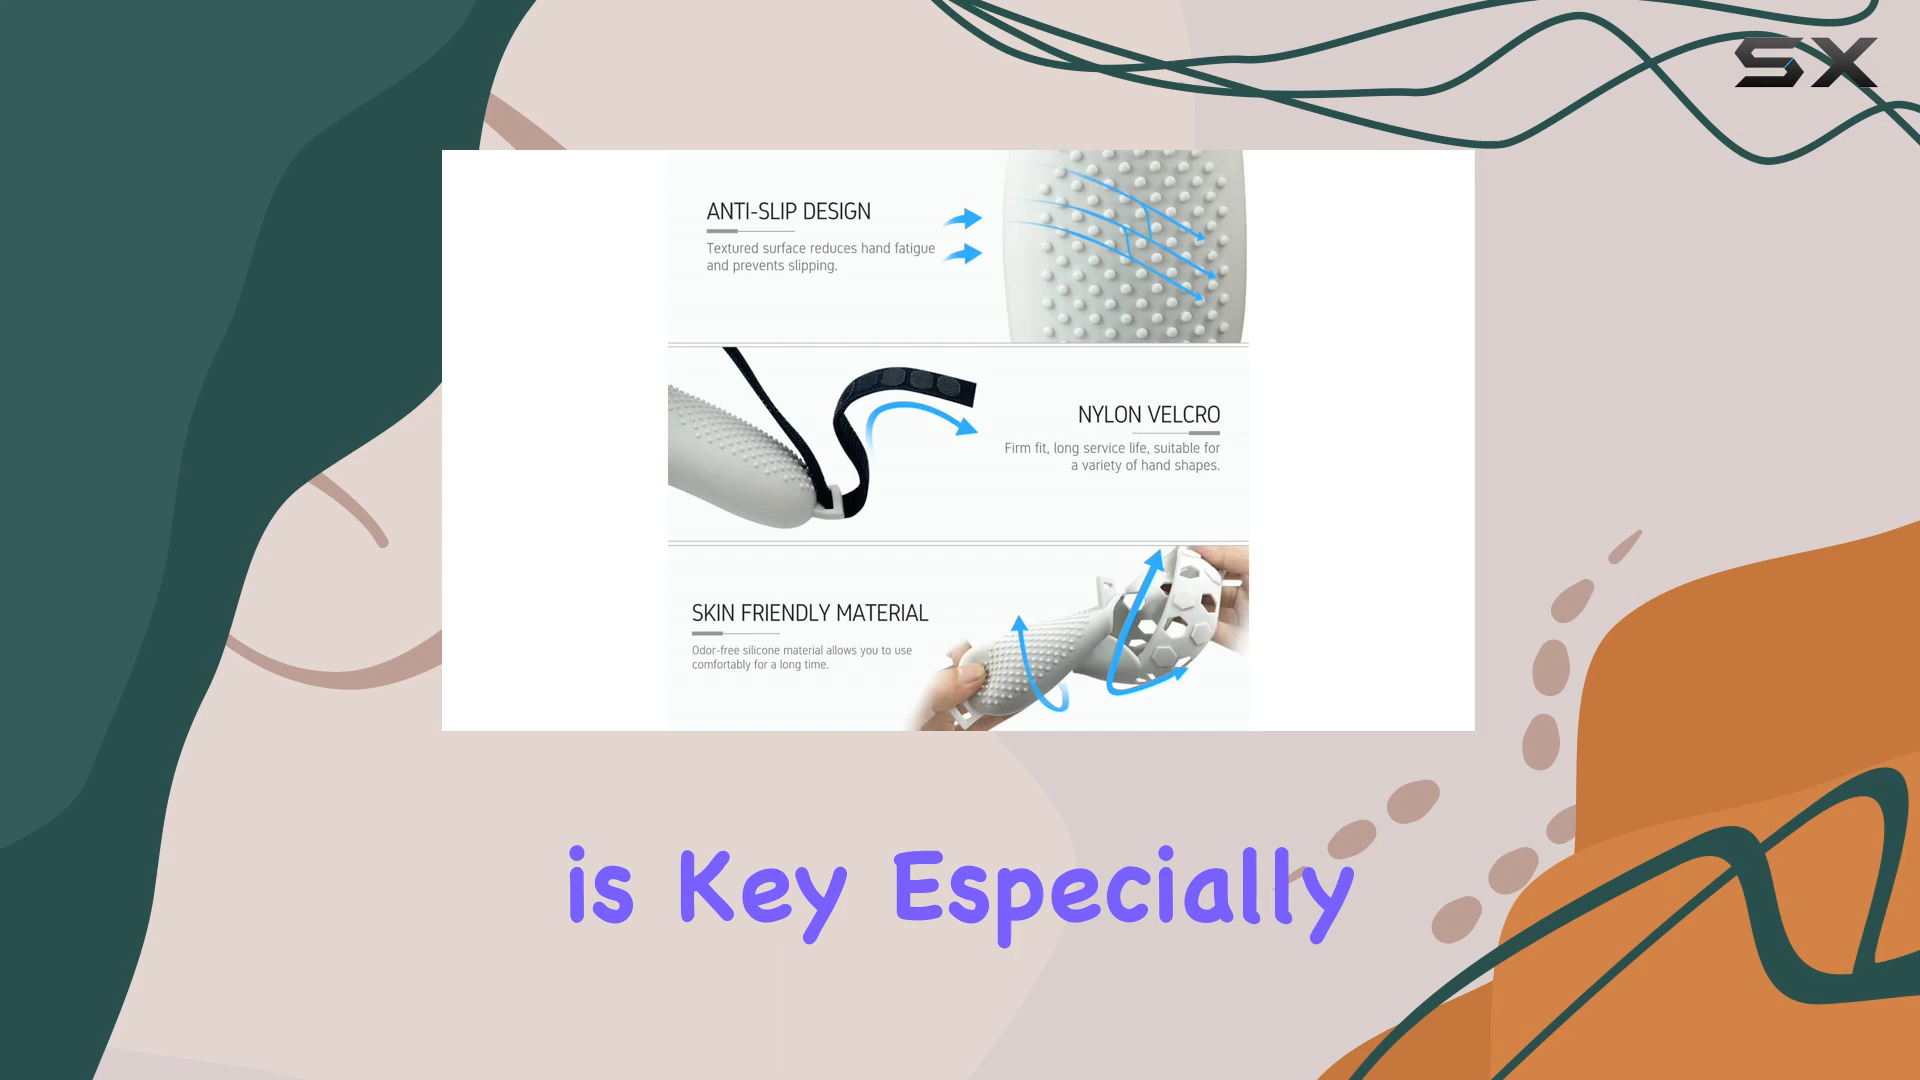 SX
ANTI-SLIP DESIGN
Textured surface reduces hand fatigue
and prevents slipping.
NYLON VELCRO
Firm fit, long service life, suitable for
a variety of hand shapes.
SKIN FRIENDLY MATERIAL
Odor-free silicone material allows you to use
comfortably for a long time.
is Key Especially